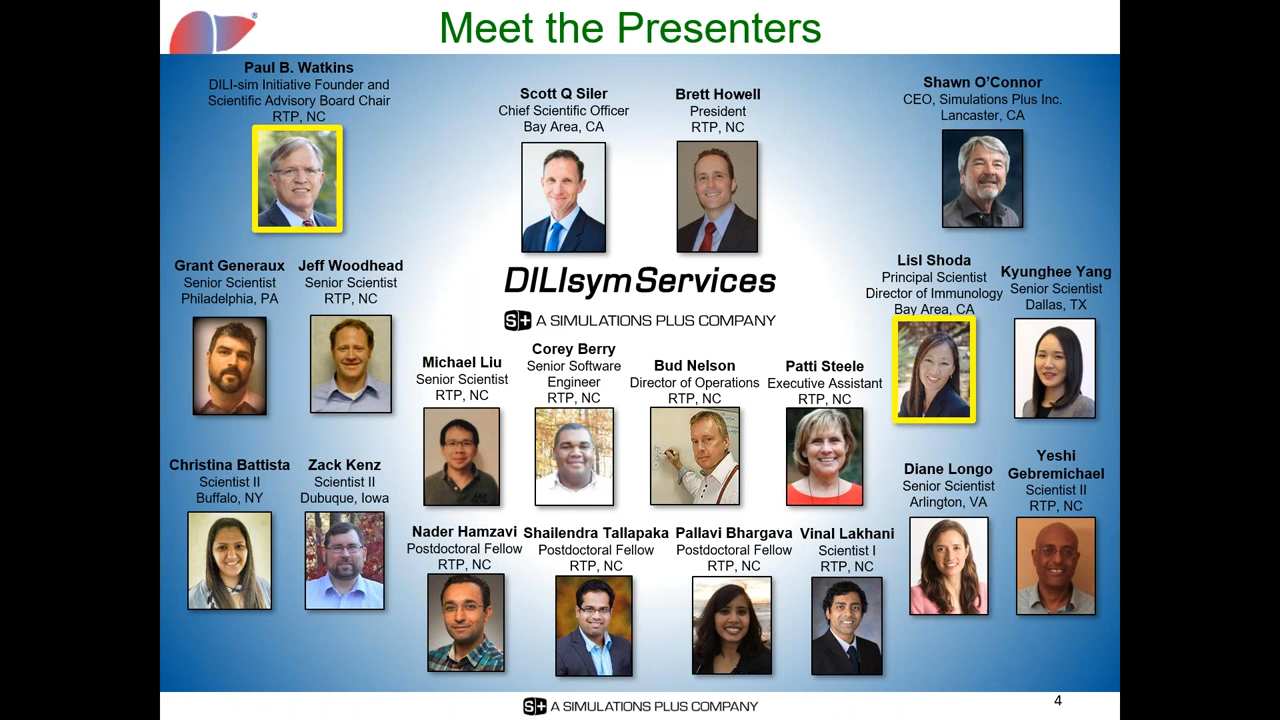 Meet the Presenters
Paul B. Watkins
DILI-sim Initiative Founder and
Scientific Advisory Board Chair
RTP, NC
Scott Q Siler
Chief Scientific Officer
Bay Area, CA
Brett Howell
President
RTP, NC
Shawn O’Connor
CEO, Simulations Plus Inc.
Lancaster, CA
Grant Generaux
Senior Scientist
Philadelphia, PA
Jeff Woodhead
Senior Scientist
RTP, NC
DILIsym Services
S+ A SIMULATIONS PLUS COMPANY
Lisl Shoda
Principal Scientist
Director of Immunology
Bay Area, CA
Kyunghee Yang
Senior Scientist
Dallas, TX
Michael Liu
Senior Scientist
RTP, NC
Corey Berry
Senior Software
Engineer
RTP, NC
Bud Nelson
Director of Operations
RTP, NC
Patti Steele
Executive Assistant
RTP, NC
Christina Battista
Scientist II
Buffalo, NY
Zack Kenz
Scientist II
Dubuque, Iowa
Diane Longo
Senior Scientist
Arlington, VA
Yeshi
Gebremichael
Scientist II
RTP, NC
Nader Hamzavi
Postdoctoral Fellow
RTP, NC
Shailendra Tallapaka
Postdoctoral Fellow
RTP, NC
Pallavi Bhargava
Postdoctoral Fellow
RTP, NC
Vinal Lakhani
Scientist I
RTP, NC
S+ A SIMULATIONS PLUS COMPANY
4